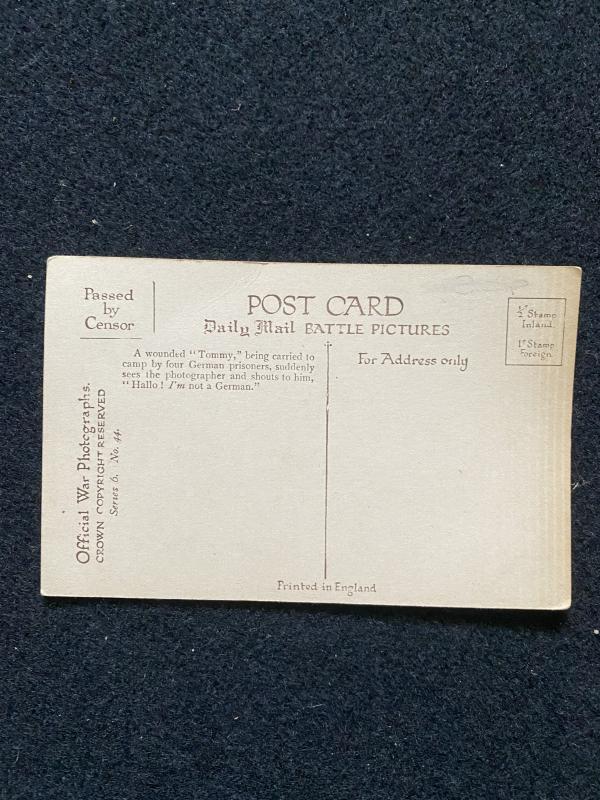 Passed
by
Censor
POST CARD
Daily Mail BATTLE PICTURES
½ᵈ Stamp
Inland.
1ᵈ Stamp
Foreign.
A wounded "Tommy," being carried to
camp by four German prisoners, suddenly
sees the photographer and shouts to him,
"Hallo! I'm not a German."
For Address only
Official War Photographs.
CROWN COPYRIGHT RESERVED
Series 6. No. 44.
Printed in England